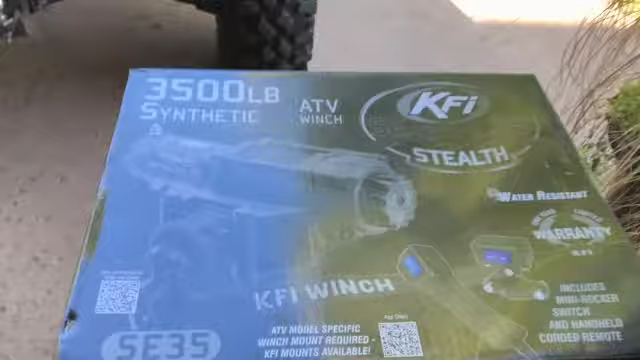 3500LB
SYNTHETIC
ATV
WINCH
KFi
STEALTH
WATER RESISTANT
WARRANTY
KFI
KFI WINCH
SE35
ATV MODEL SPECIFIC
WINCH MOUNT REQUIRED -
KFI MOUNTS AVAILABLE!
INCLUDES
MINI-ROCKER
SWITCH
AND HANDHELD
CORDED REMOTE